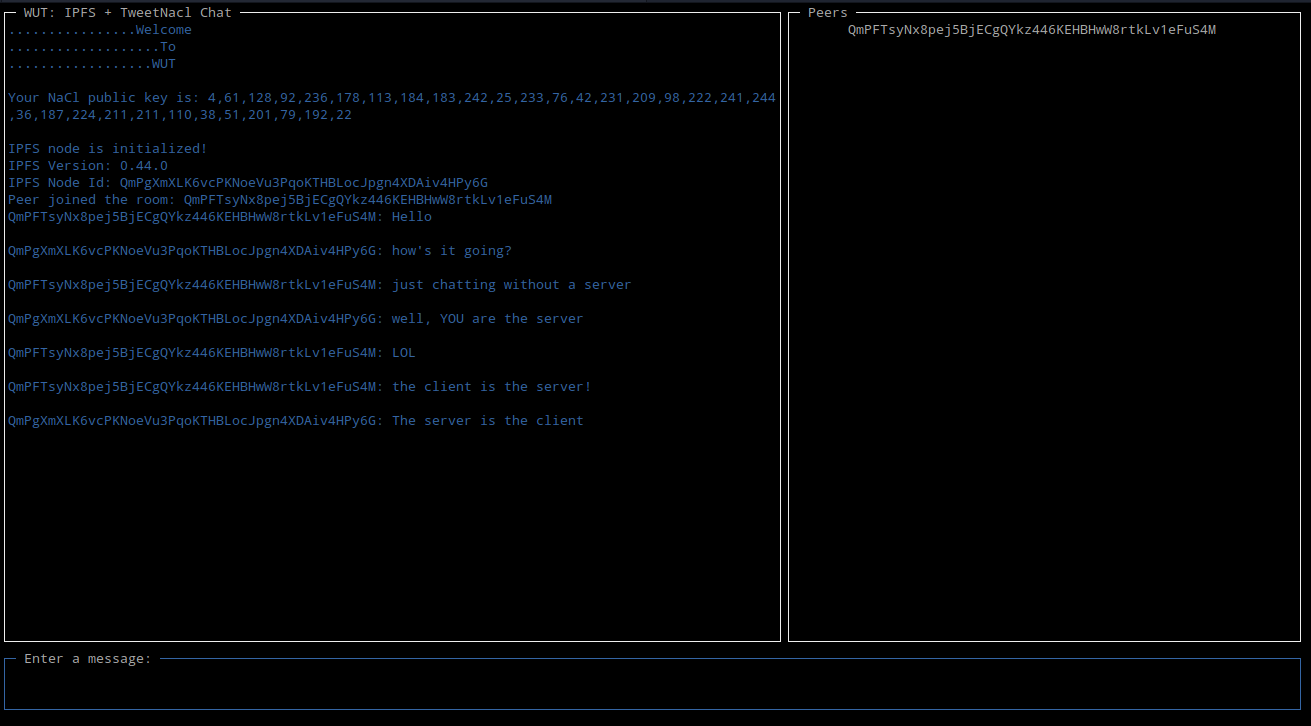 WUT: IPFS + TweetNacl Chat
................Welcome
...................To
..................WUT
Your NaCl public key is: 4,61,128,92,236,178,113,184,183,242,25,233,76,42,231,209,98,222,241,244
,36,187,224,211,211,110,38,51,201,79,192,22
IPFS node is initialized!
IPFS Version: 0.44.0
IPFS Node Id: QmPgXmXLK6vcPKNoeVu3PqoKTHBLocJpgn4XDAiv4HPy6G
Peer joined the room: QmPFTsyNx8pej5BjECgQYkz446KEHBHwW8rtkLv1eFuS4M
QmPFTsyNx8pej5BjECgQYkz446KEHBHwW8rtkLv1eFuS4M: Hello
QmPgXmXLK6vcPKNoeVu3PqoKTHBLocJpgn4XDAiv4HPy6G: how's it going?
QmPFTsyNx8pej5BjECgQYkz446KEHBHwW8rtkLv1eFuS4M: just chatting without a server
QmPgXmXLK6vcPKNoeVu3PqoKTHBLocJpgn4XDAiv4HPy6G: well, YOU are the server
QmPFTsyNx8pej5BjECgQYkz446KEHBHwW8rtkLv1eFuS4M: LOL
QmPFTsyNx8pej5BjECgQYkz446KEHBHwW8rtkLv1eFuS4M: the client is the server!
QmPgXmXLK6vcPKNoeVu3PqoKTHBLocJpgn4XDAiv4HPy6G: The server is the client
Peers
QmPFTsyNx8pej5BjECgQYkz446KEHBHwW8rtkLv1eFuS4M
Enter a message: